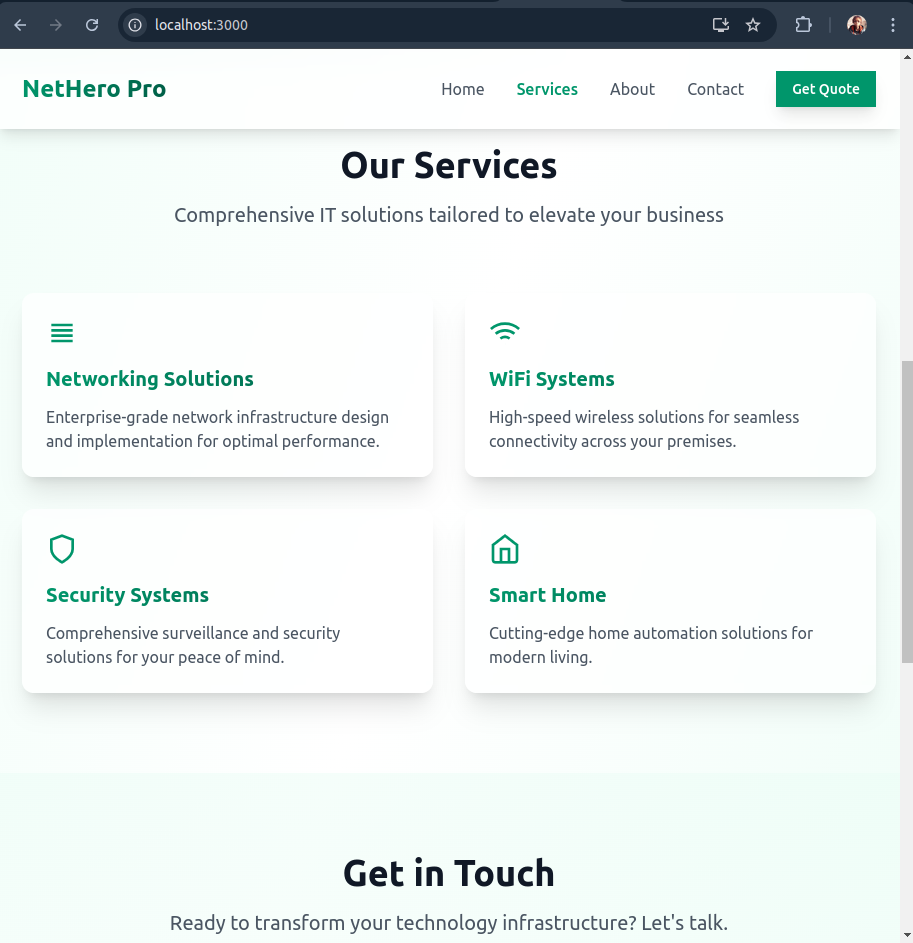 localhost:3000
NetHero Pro
Home Services About Contact Get Quote
Our Services
Comprehensive IT solutions tailored to elevate your business
Networking Solutions
Enterprise-grade network infrastructure design
and implementation for optimal performance.
WiFi Systems
High-speed wireless solutions for seamless
connectivity across your premises.
Security Systems
Comprehensive surveillance and security
solutions for your peace of mind.
Smart Home
Cutting-edge home automation solutions for
modern living.
Get in Touch
Ready to transform your technology infrastructure? Let's talk.